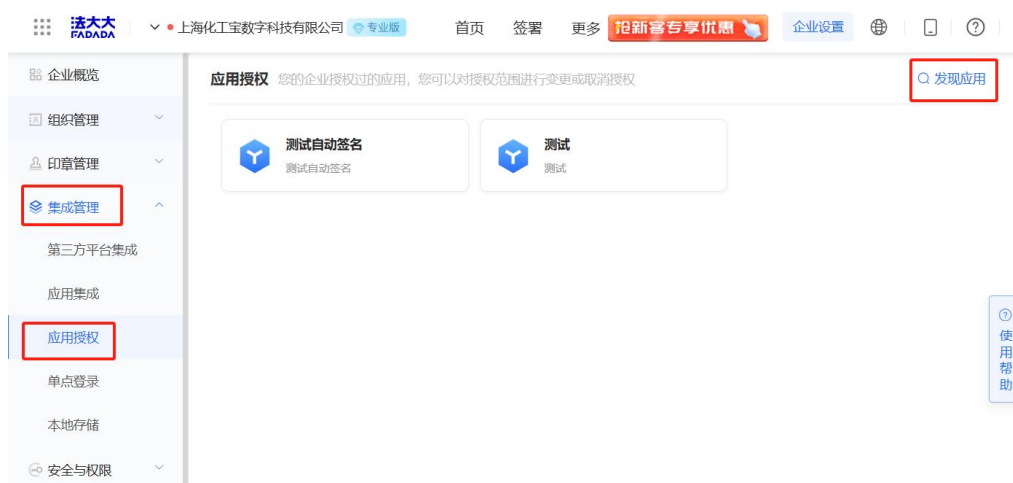 法大大
FADADA
上海化工宝数字科技有限公司 专业版 首页 签署 更多 抢新客专享优惠 企业设置
企业概览
组织管理
印章管理
集成管理
第三方平台集成
应用集成
应用授权
单点登录
本地存储
安全与权限
应用授权 您的企业授权过的应用，您可以对授权范围进行变更或取消授权
发现应用
测试自动签名
测试自动签名
测试
测试
使用帮助